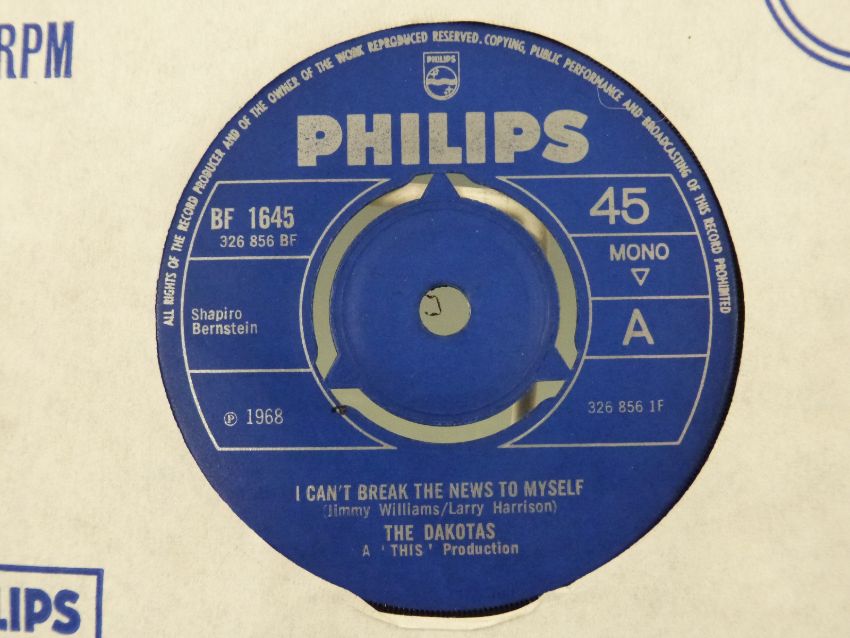 RPM
ALL RIGHTS OF THE RECORD PRODUCER AND OF THE OWNER OF THE WORK REPRODUCED RESERVED. COPYING, PUBLIC PERFORMANCE AND BROADCASTING OF THIS RECORD PROHIBITED
PHILIPS
PHILIPS
BF 1645
326 856 BF
Shapiro
Bernstein
℗ 1968
45
MONO
A
326 856 1F
I CAN'T BREAK THE NEWS TO MYSELF
(Jimmy Williams/Larry Harrison)
THE DAKOTAS
A 'THIS' Production
LIPS